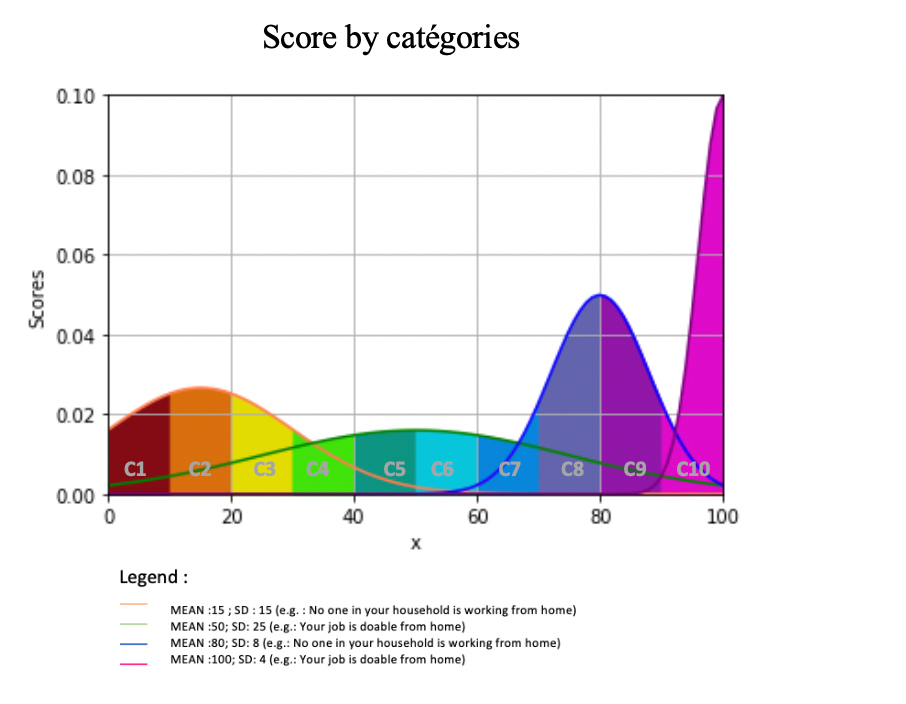 Score by catégories
0.10
0.08
0.06
0.04
0.02
0.00
Scores
C1 C2 C3 C4 C5 C6 C7 C8 C9 C10
0 20 40 60 80 100
x
Legend :
MEAN :15 ; SD : 15 (e.g. : No one in your household is working from home)
MEAN :50; SD: 25 (e.g.: Your job is doable from home)
MEAN :80; SD: 8 (e.g.: No one in your household is working from home)
MEAN :100; SD: 4 (e.g.: Your job is doable from home)